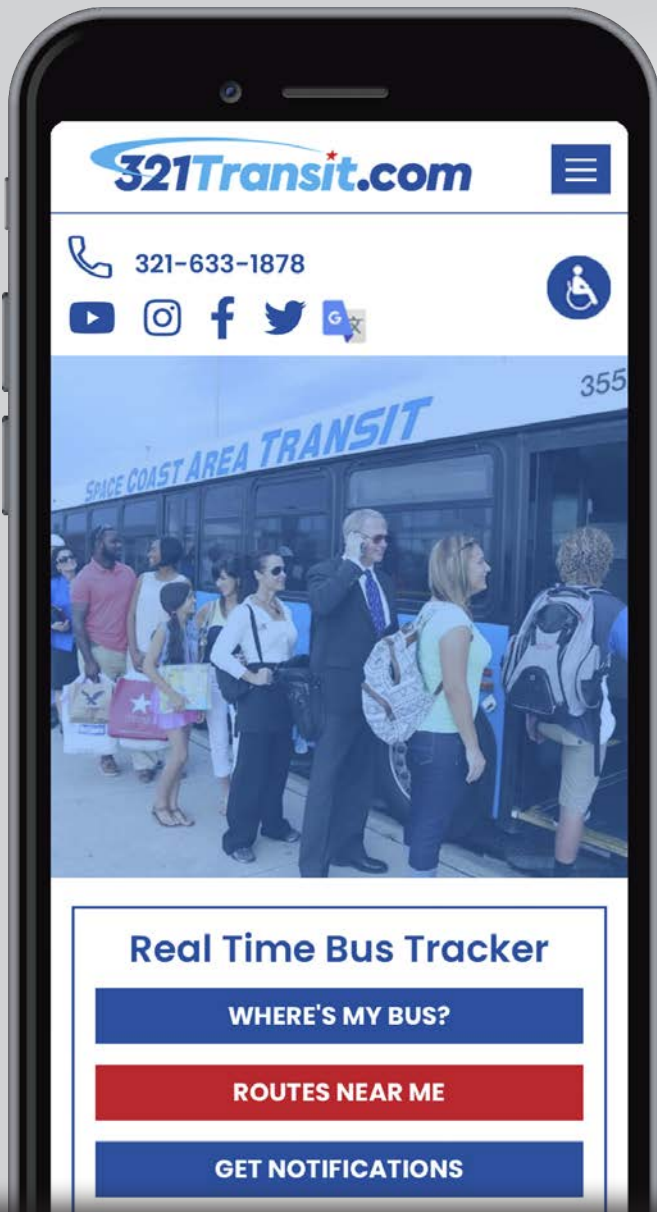 321Transit.com
321-633-1878
G 文
355
SPACE COAST AREA TRANSIT
Real Time Bus Tracker
WHERE'S MY BUS?
ROUTES NEAR ME
GET NOTIFICATIONS